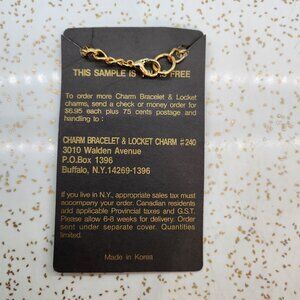 THIS SAMPLE IS FREE
To order more Charm Bracelet & Locket
charms, send a check or money order for
$6.95 each plus 75 cents postage and
handling to:
CHARM BRACELET & LOCKET CHARM #240
3010 Walden Avenue
P.O.Box 1396
Buffalo, N.Y.14269-1396
If you live in N.Y., appropriate sales tax must
accompany your order. Canadian residents
add applicable Provincial taxes and G.S.T.
Please allow 6-8 weeks for delivery. Order
sent under separate cover. Quantities
limited.
Made in Korea